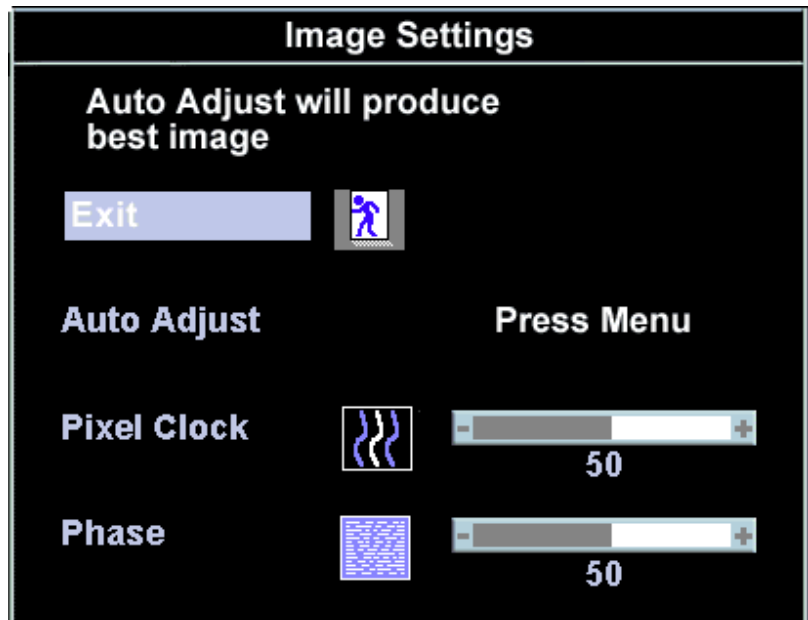 Image Settings
Auto Adjust will produce
best image
Exit
Auto Adjust Press Menu
Pixel Clock - +
50
Phase - +
50